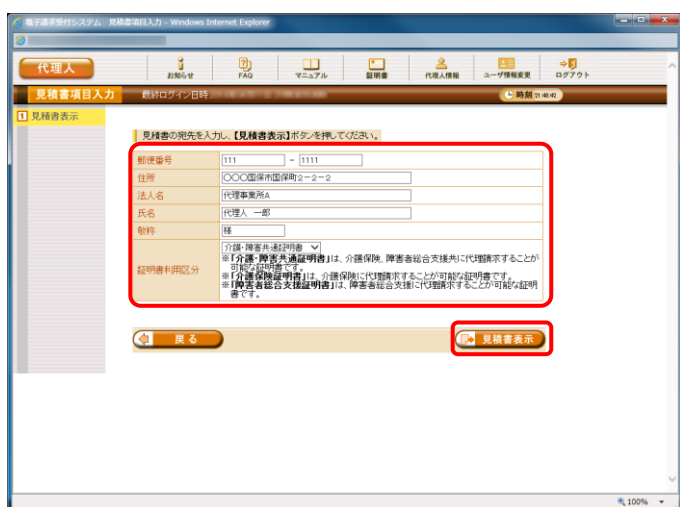 電子請求受付システム 見積書項目入力 - Windows Internet Explorer
代理人
お知らせ FAQ マニュアル 証明書 代理人情報 ユーザ情報変更 ログアウト
見積書項目入力 最終ログイン日時 時刻 21:48:42
1 見積書表示
見積書の宛先を入力し、【見積書表示】ボタンを押してください。
郵便番号 111 - 1111
住所 〇〇〇国保市国保町2-2-2
法人名 代理事業所A
氏名 代理人 一郎
敬称 様
証明書利用区分 介護・障害共通証明書
※「介護・障害共通証明書」は、介護保険、障害者総合支援共に代理請求することが
可能な証明書です。
※「介護保険証明書」は、介護保険に代理請求することが可能な証明書です。
※「障害者総合支援証明書」は、障害者総合支援に代理請求することが可能な証明
書です。
戻る 見積書表示
100%